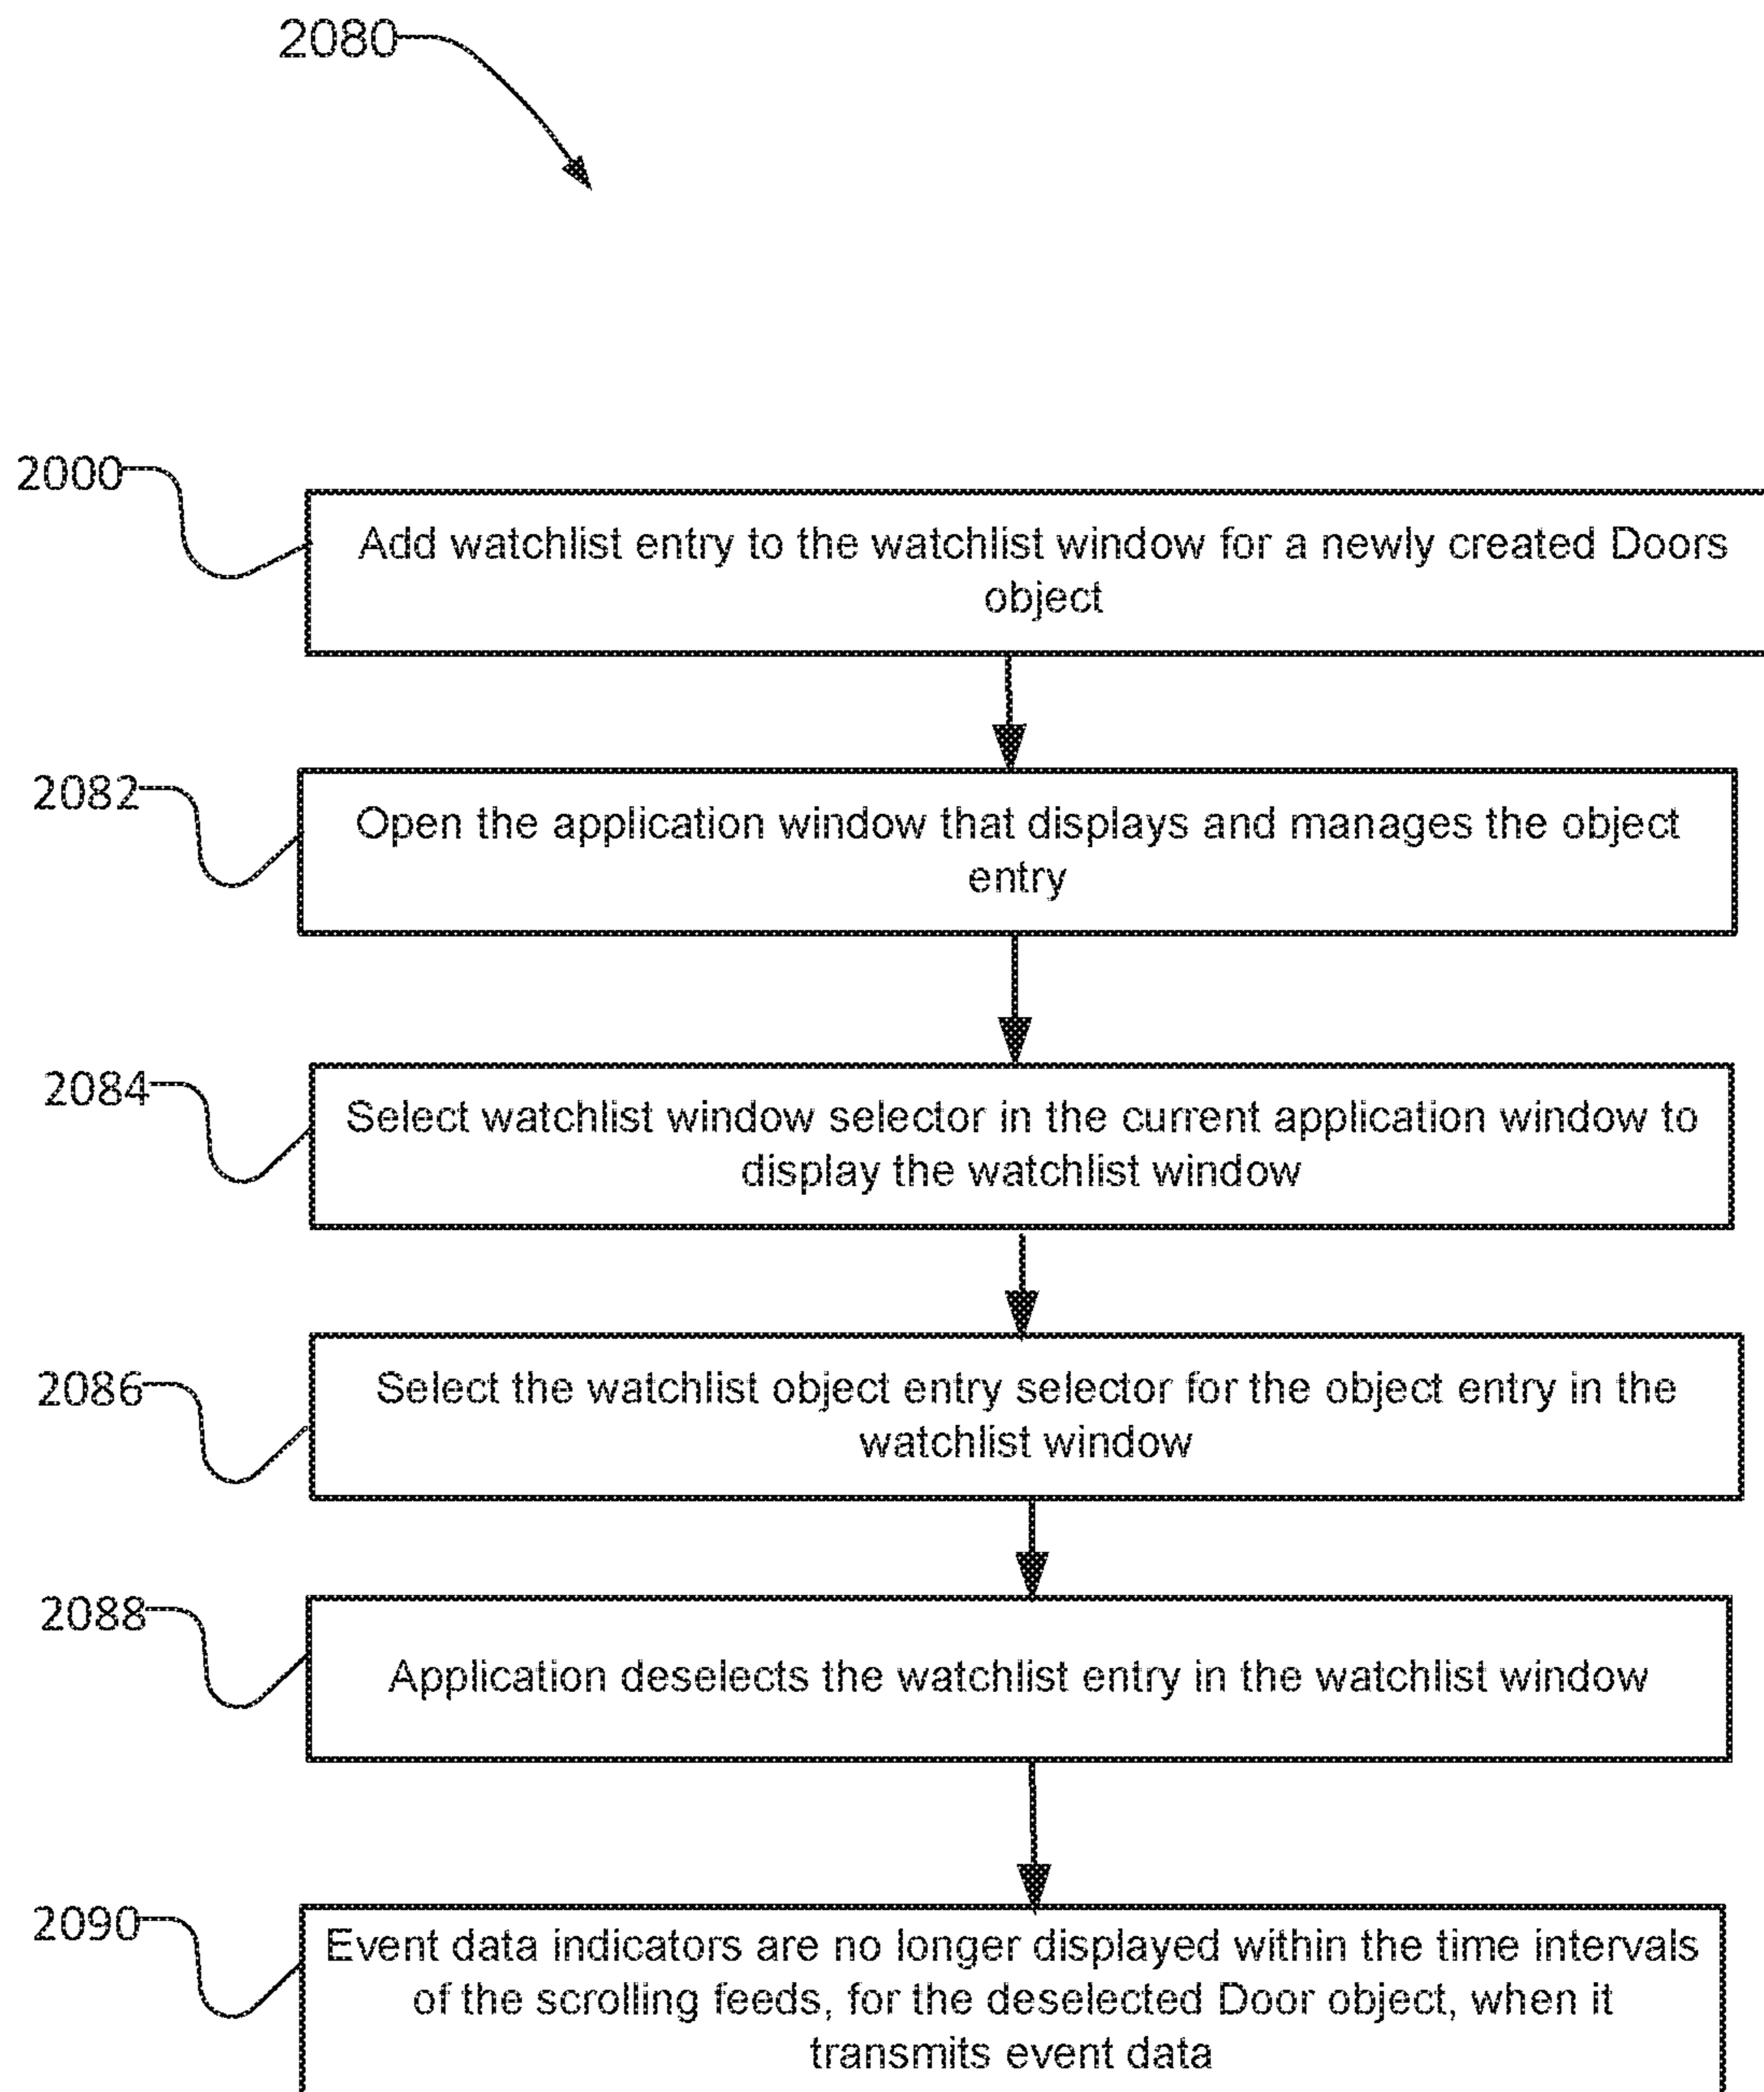 2080
2000
Add watchlist entry to the watchlist window for a newly created Doors
object
2082
Open the application window that displays and manages the object
entry
2084
Select watchlist window selector in the current application window to
display the watchlist window
2086
Select the watchlist object entry selector for the object entry in the
watchlist window
2088
Application deselects the watchlist entry in the watchlist window
2090
Event data indicators are no longer displayed within the time intervals
of the scrolling feeds, for the deselected Door object, when it
transmits event data